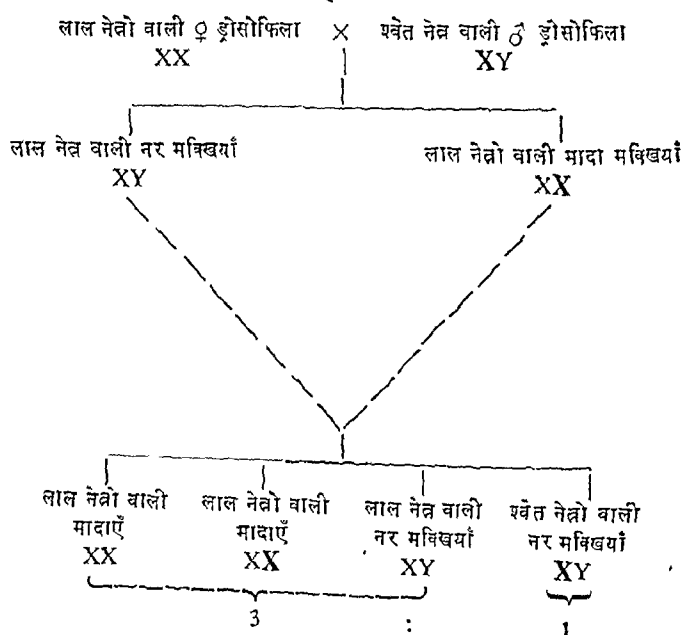 लाल नेत्रो वाली ♀ ड्रोसोफिला × श्वेत नेत्र वाली ♂ ड्रोसोफिला
XX XY
लाल नेत्र वाली नर मक्खियाँ लाल नेत्रो वाली मादा मक्खियाँ
XY XX
लाल नेत्रो वाली लाल नेत्रो वाली लाल नेत्र वाली श्वेत नेत्रो वाली
मादाएँ मादाएँ नर मक्खियाँ नर मक्खियाँ
XX XX XY XY
3 : 1